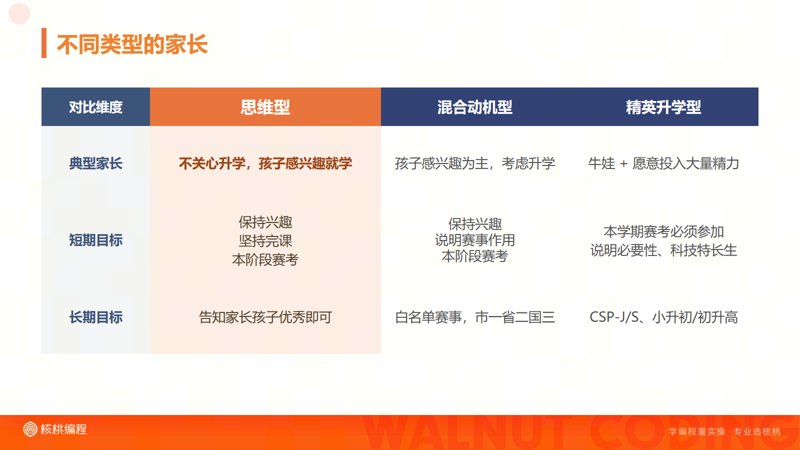 不同类型的家长
对比维度 思维型 混合动机型 精英升学型
典型家长 不关心升学，孩子感兴趣就学 孩子感兴趣为主，考虑升学 牛娃 + 愿意投入大量精力
短期目标
保持兴趣
坚持完课
本阶段赛考
保持兴趣
说明赛事作用
本阶段赛考
本学期赛考必须参加
说明必要性、科技特长生
长期目标 告知家长孩子优秀即可 白名单赛事，市一省二国三 CSP-J/S、小升初/初升高
核桃编程
WALNUT CODING
学编程重实操 专业选核桃